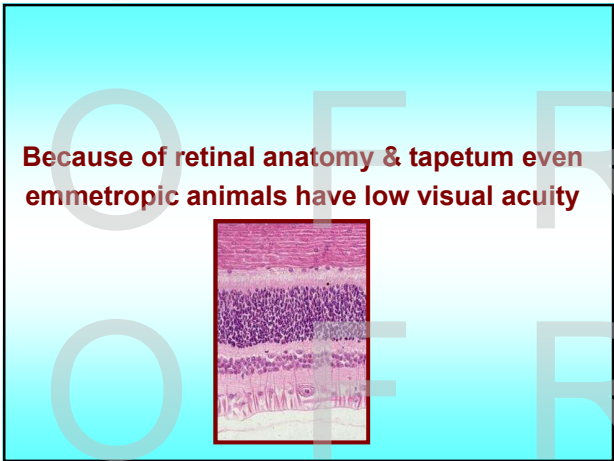 O F R
Because of retinal anatomy & tapetum even
emmetropic animals have low visual acuity
O F R